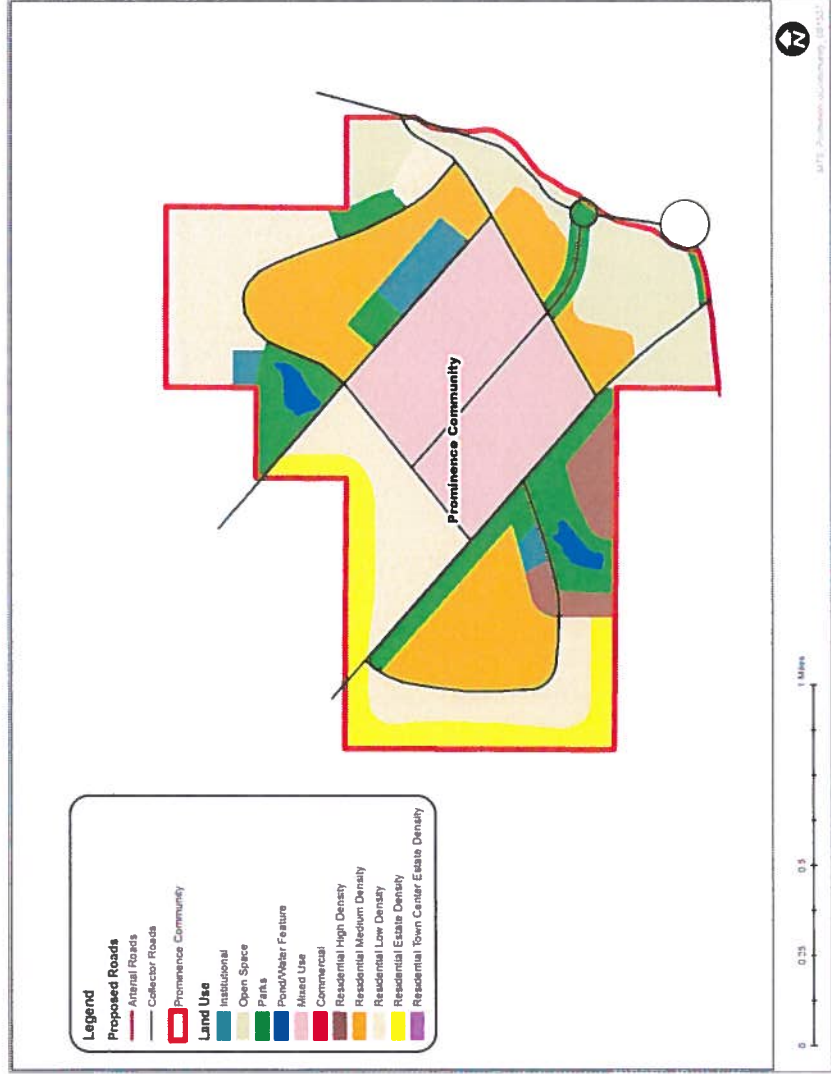 Legend
Proposed Roads
Arterial Roads
Collector Roads
Prominence Community
Land Use
Institutional
Open Space
Parks
Pond/Water Feature
Mixed Use
Commercial
Residential High Density
Residential Medium Density
Residential Low Density
Residential Estate Density
Residential Town Center Estate Density
Prominence Community
0 0.25 0.5 1 Miles
N